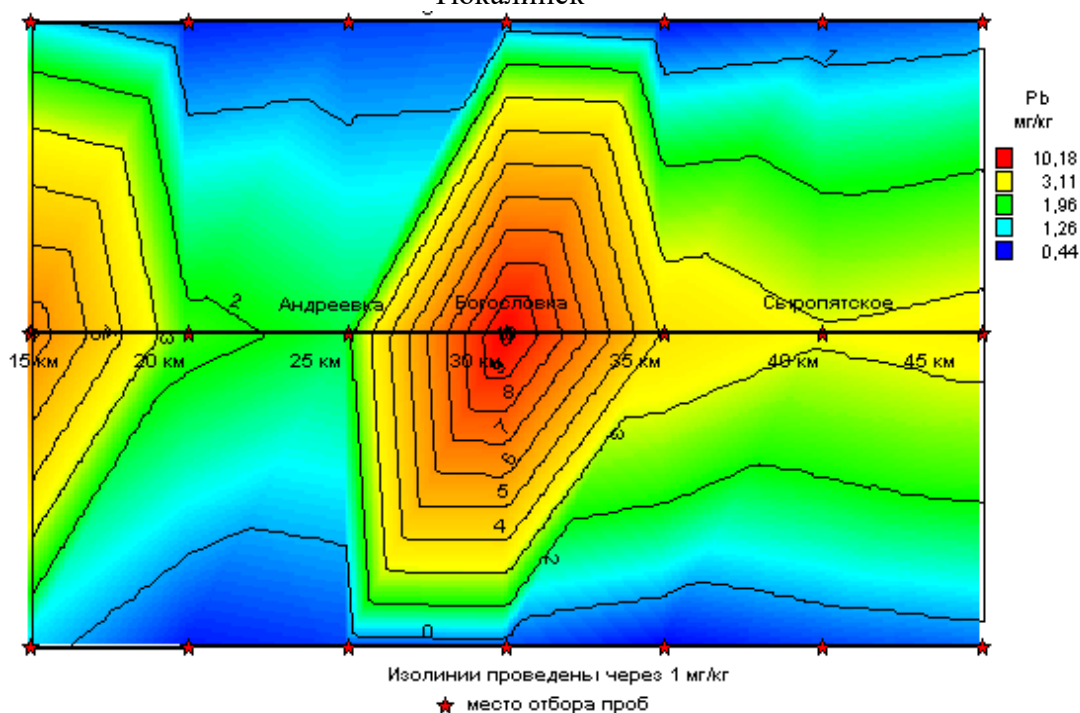 Pb
мг/кг
10,18
3,11
1,96
1,26
0,44
7
2
Андреевка Богословка Сыропятское
3
15 км 20 км 25 км 30 км 35 км 40 км 45 км
8
7
3
6
5
4
2
0
Изолинии проведены через 1 мг/кг
место отбора проб